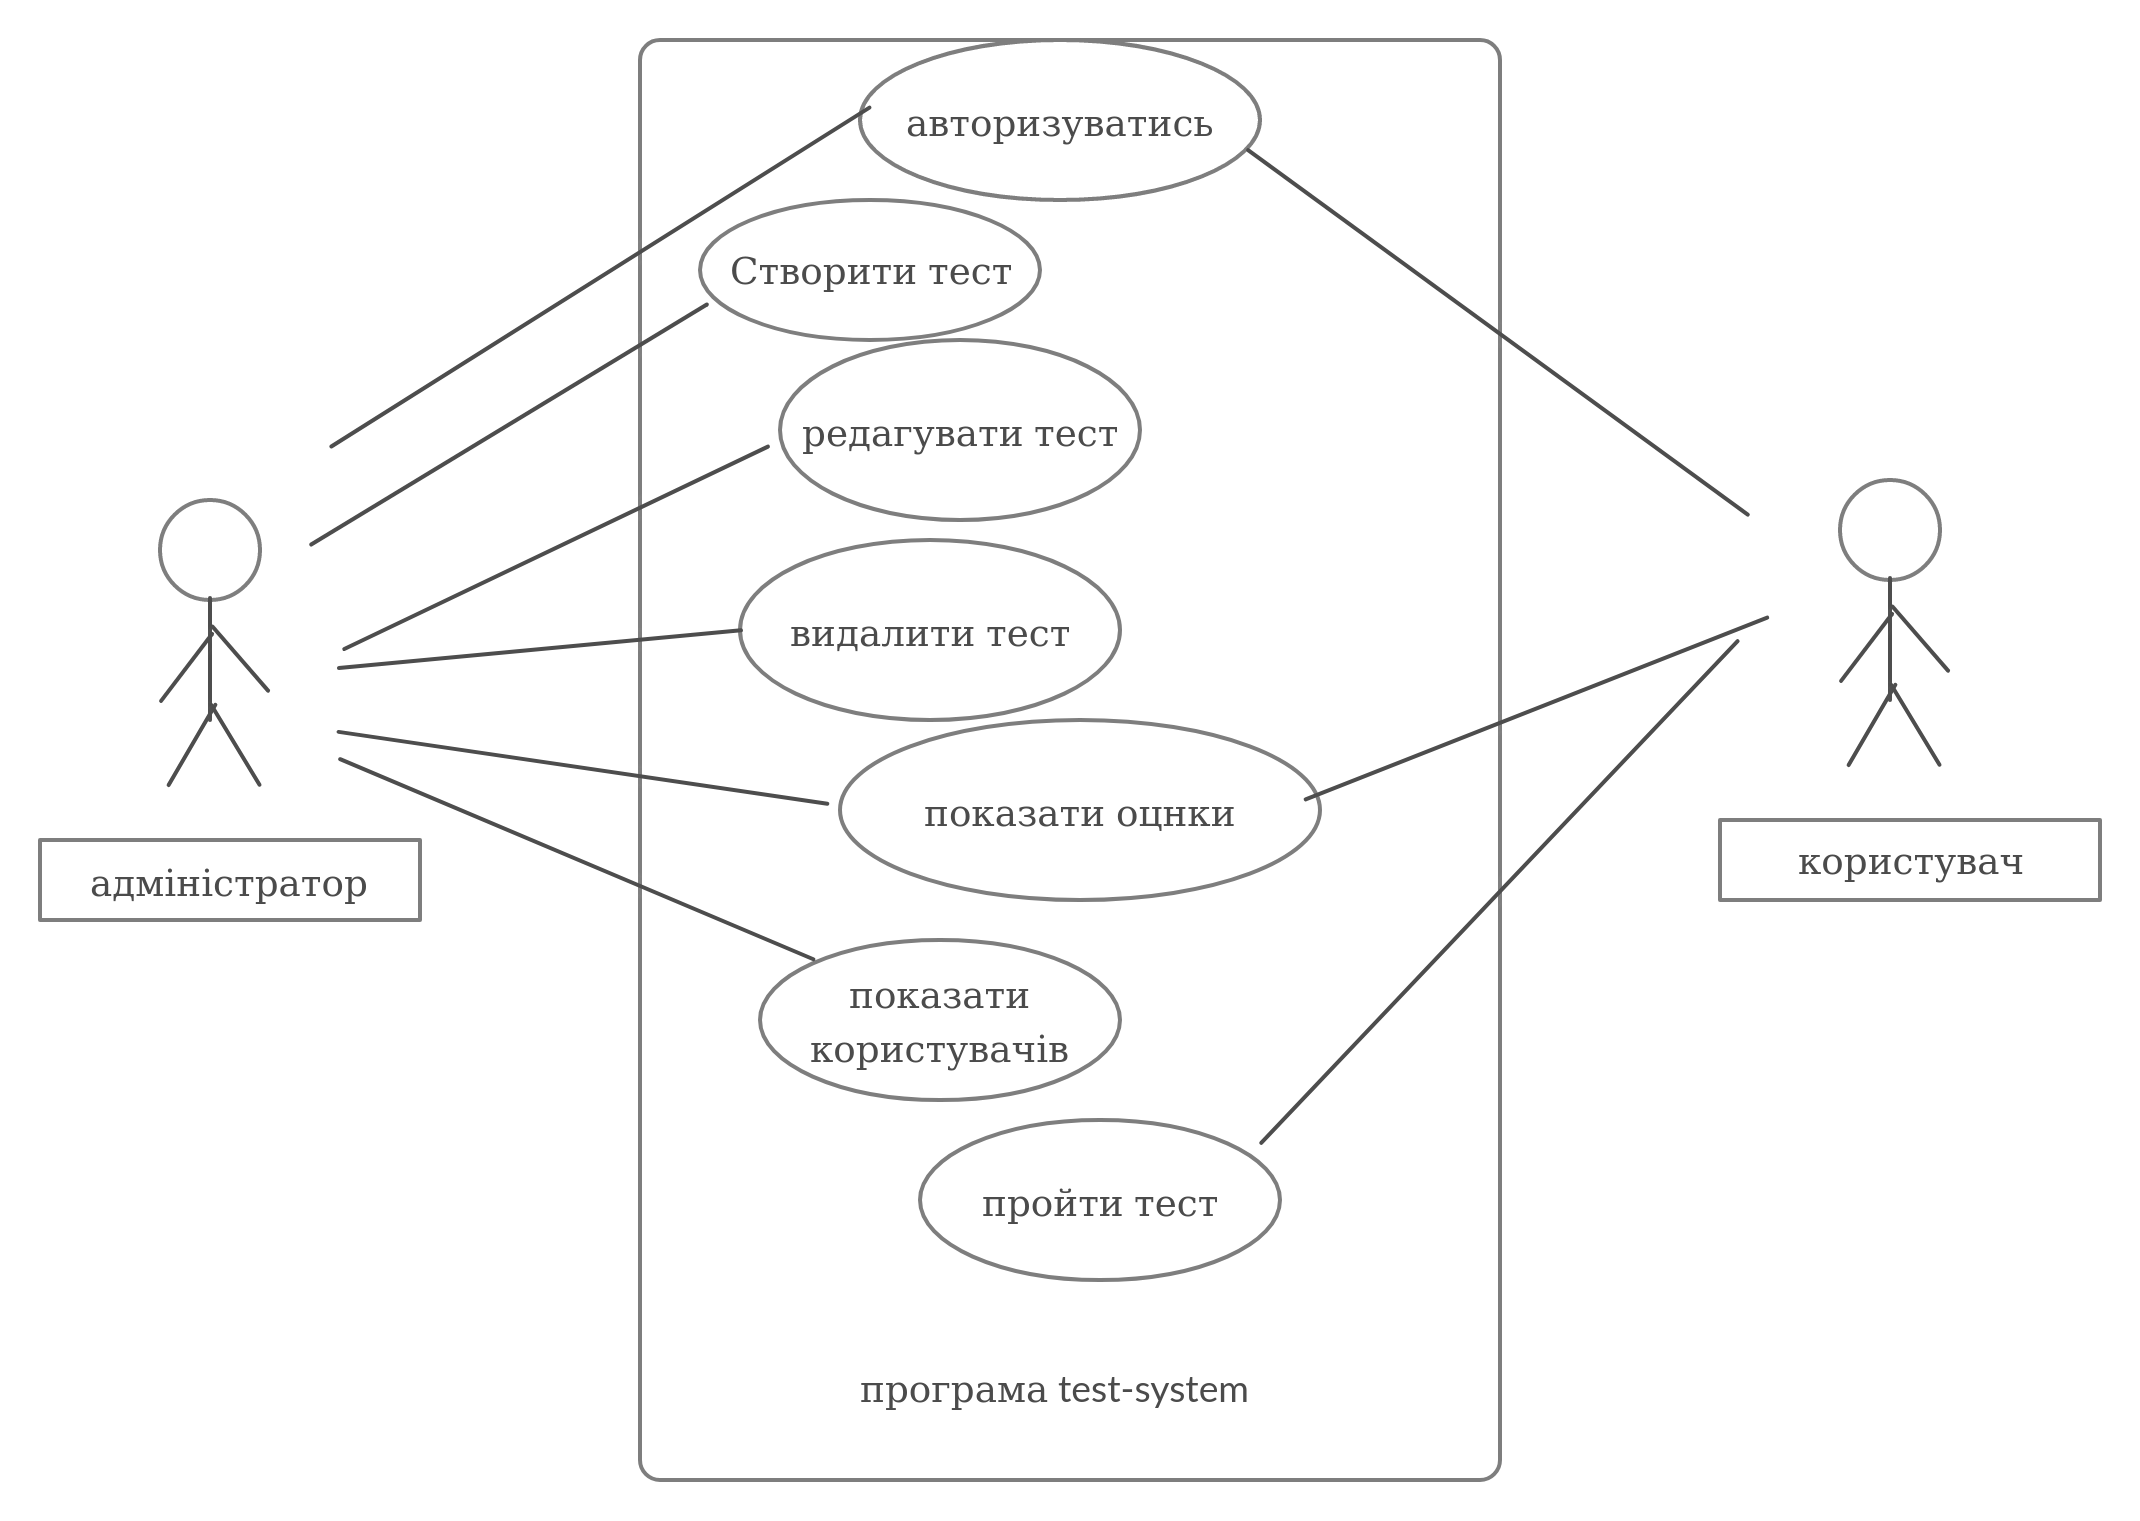 авторизуватись
Створити тест
редагувати тест
видалити тест
показати оцнки
адміністратор
користувач
показати
користувачів
пройти тест
програма test-system